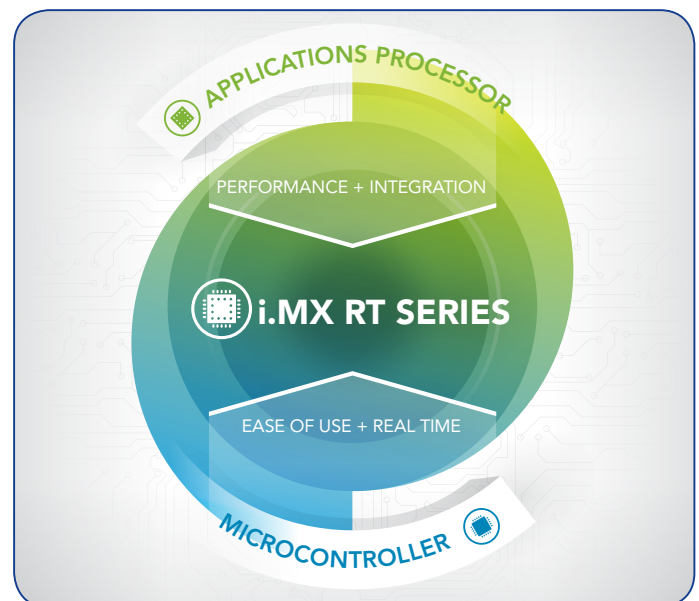 APPLICATIONS PROCESSOR
PERFORMANCE + INTEGRATION
i.MX RT SERIES
EASE OF USE + REAL TIME
MICROCONTROLLER